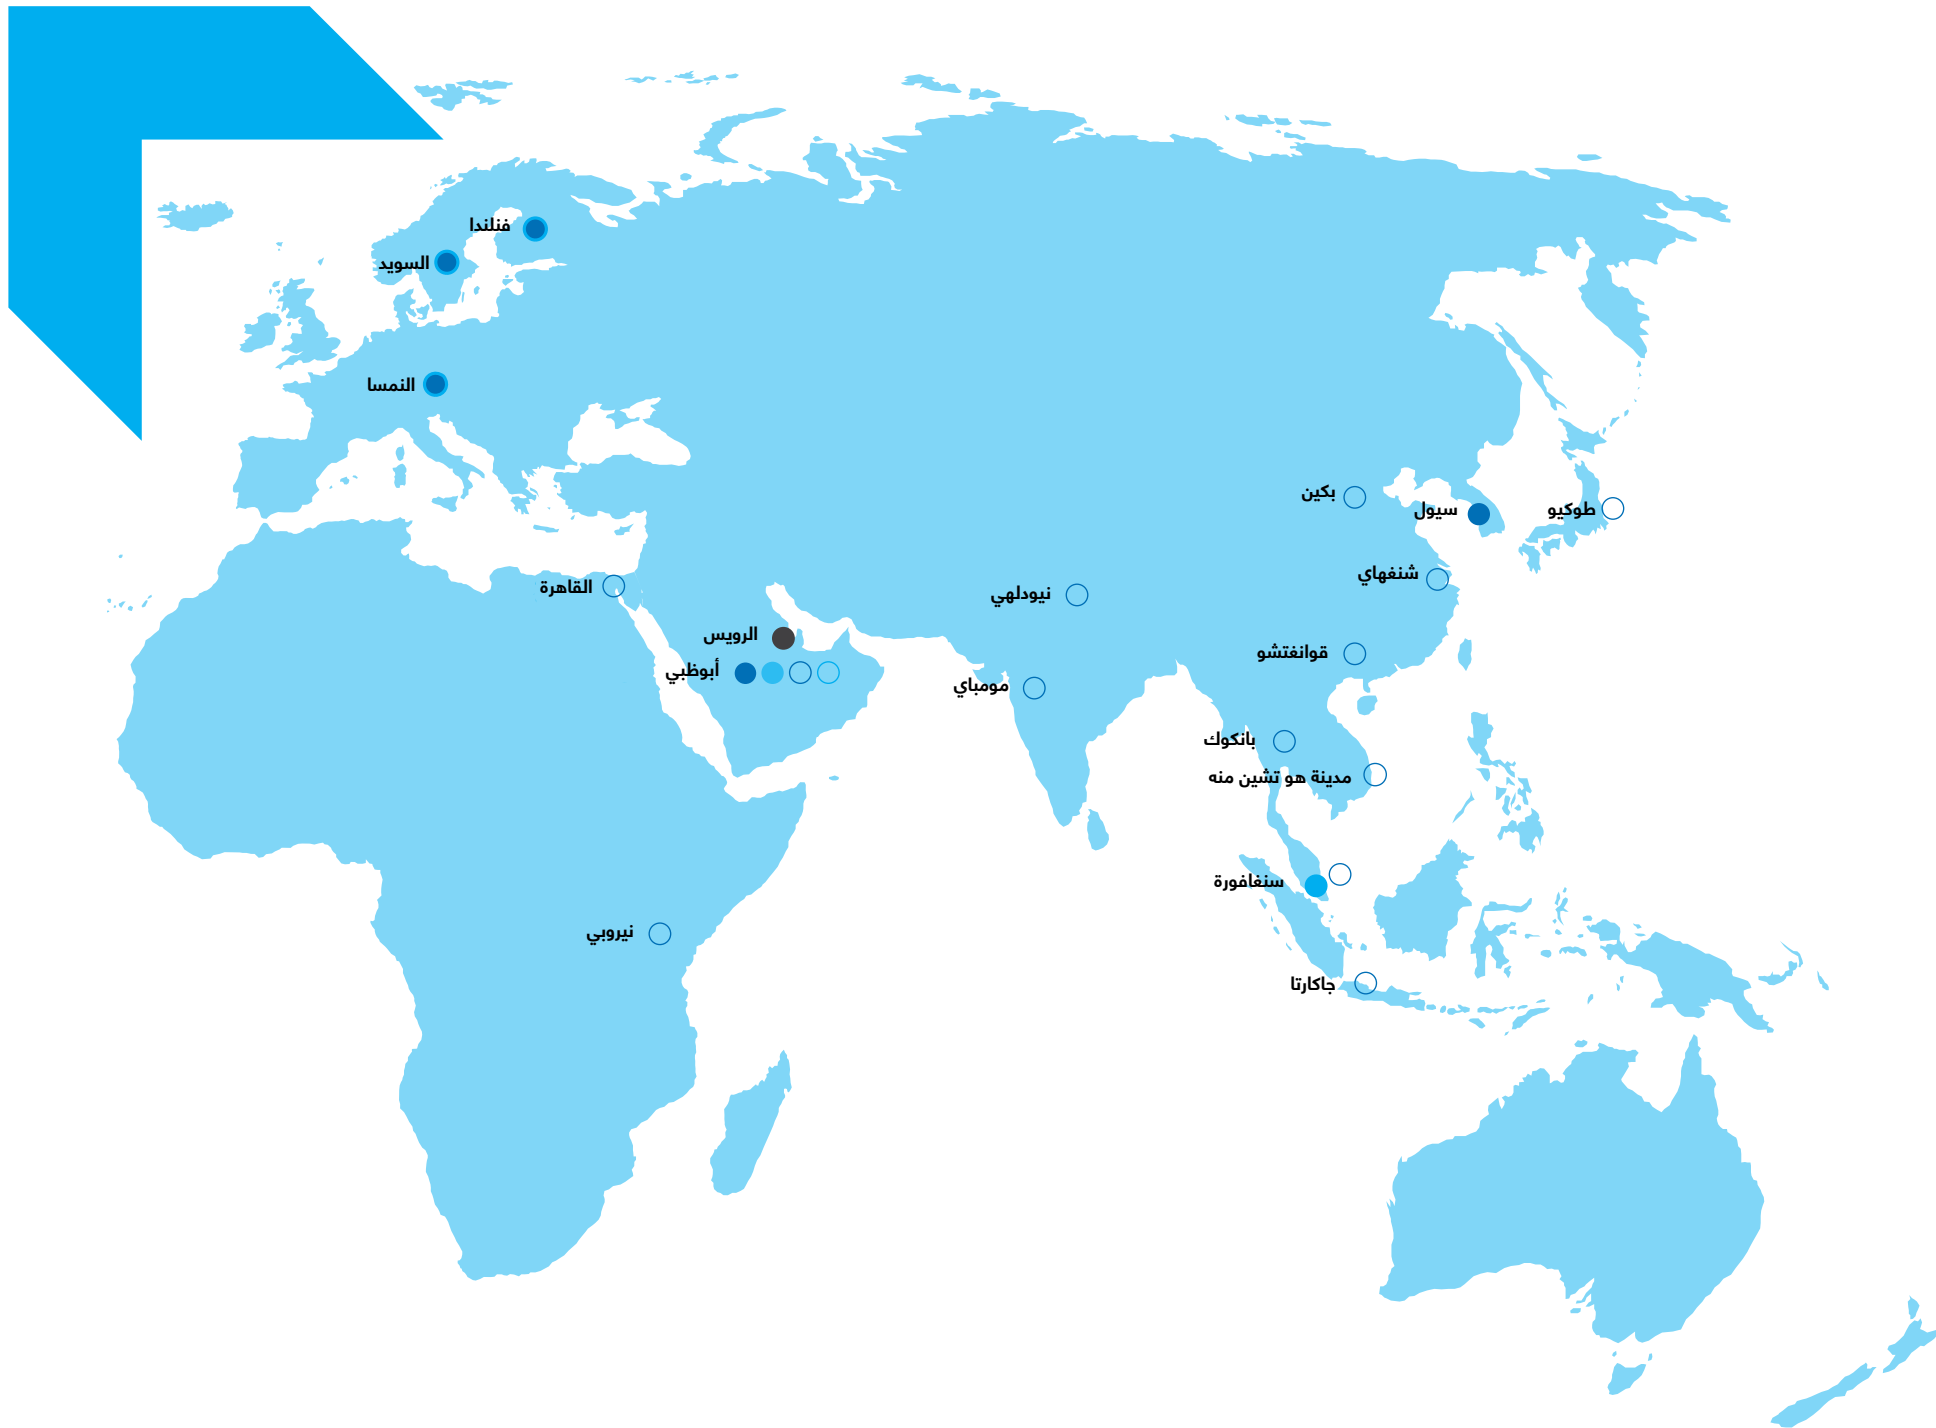 فنلندا
السويد
النمسا
بكين
سيول
طوكيو
شنغهاي
القاهرة
نيودلهي
الرويس
قوانغتشو
أبوظبي
مومباي
بانكوك
مدينة هو تشين منه
سنغافورة
نيروبي
جاكارتا